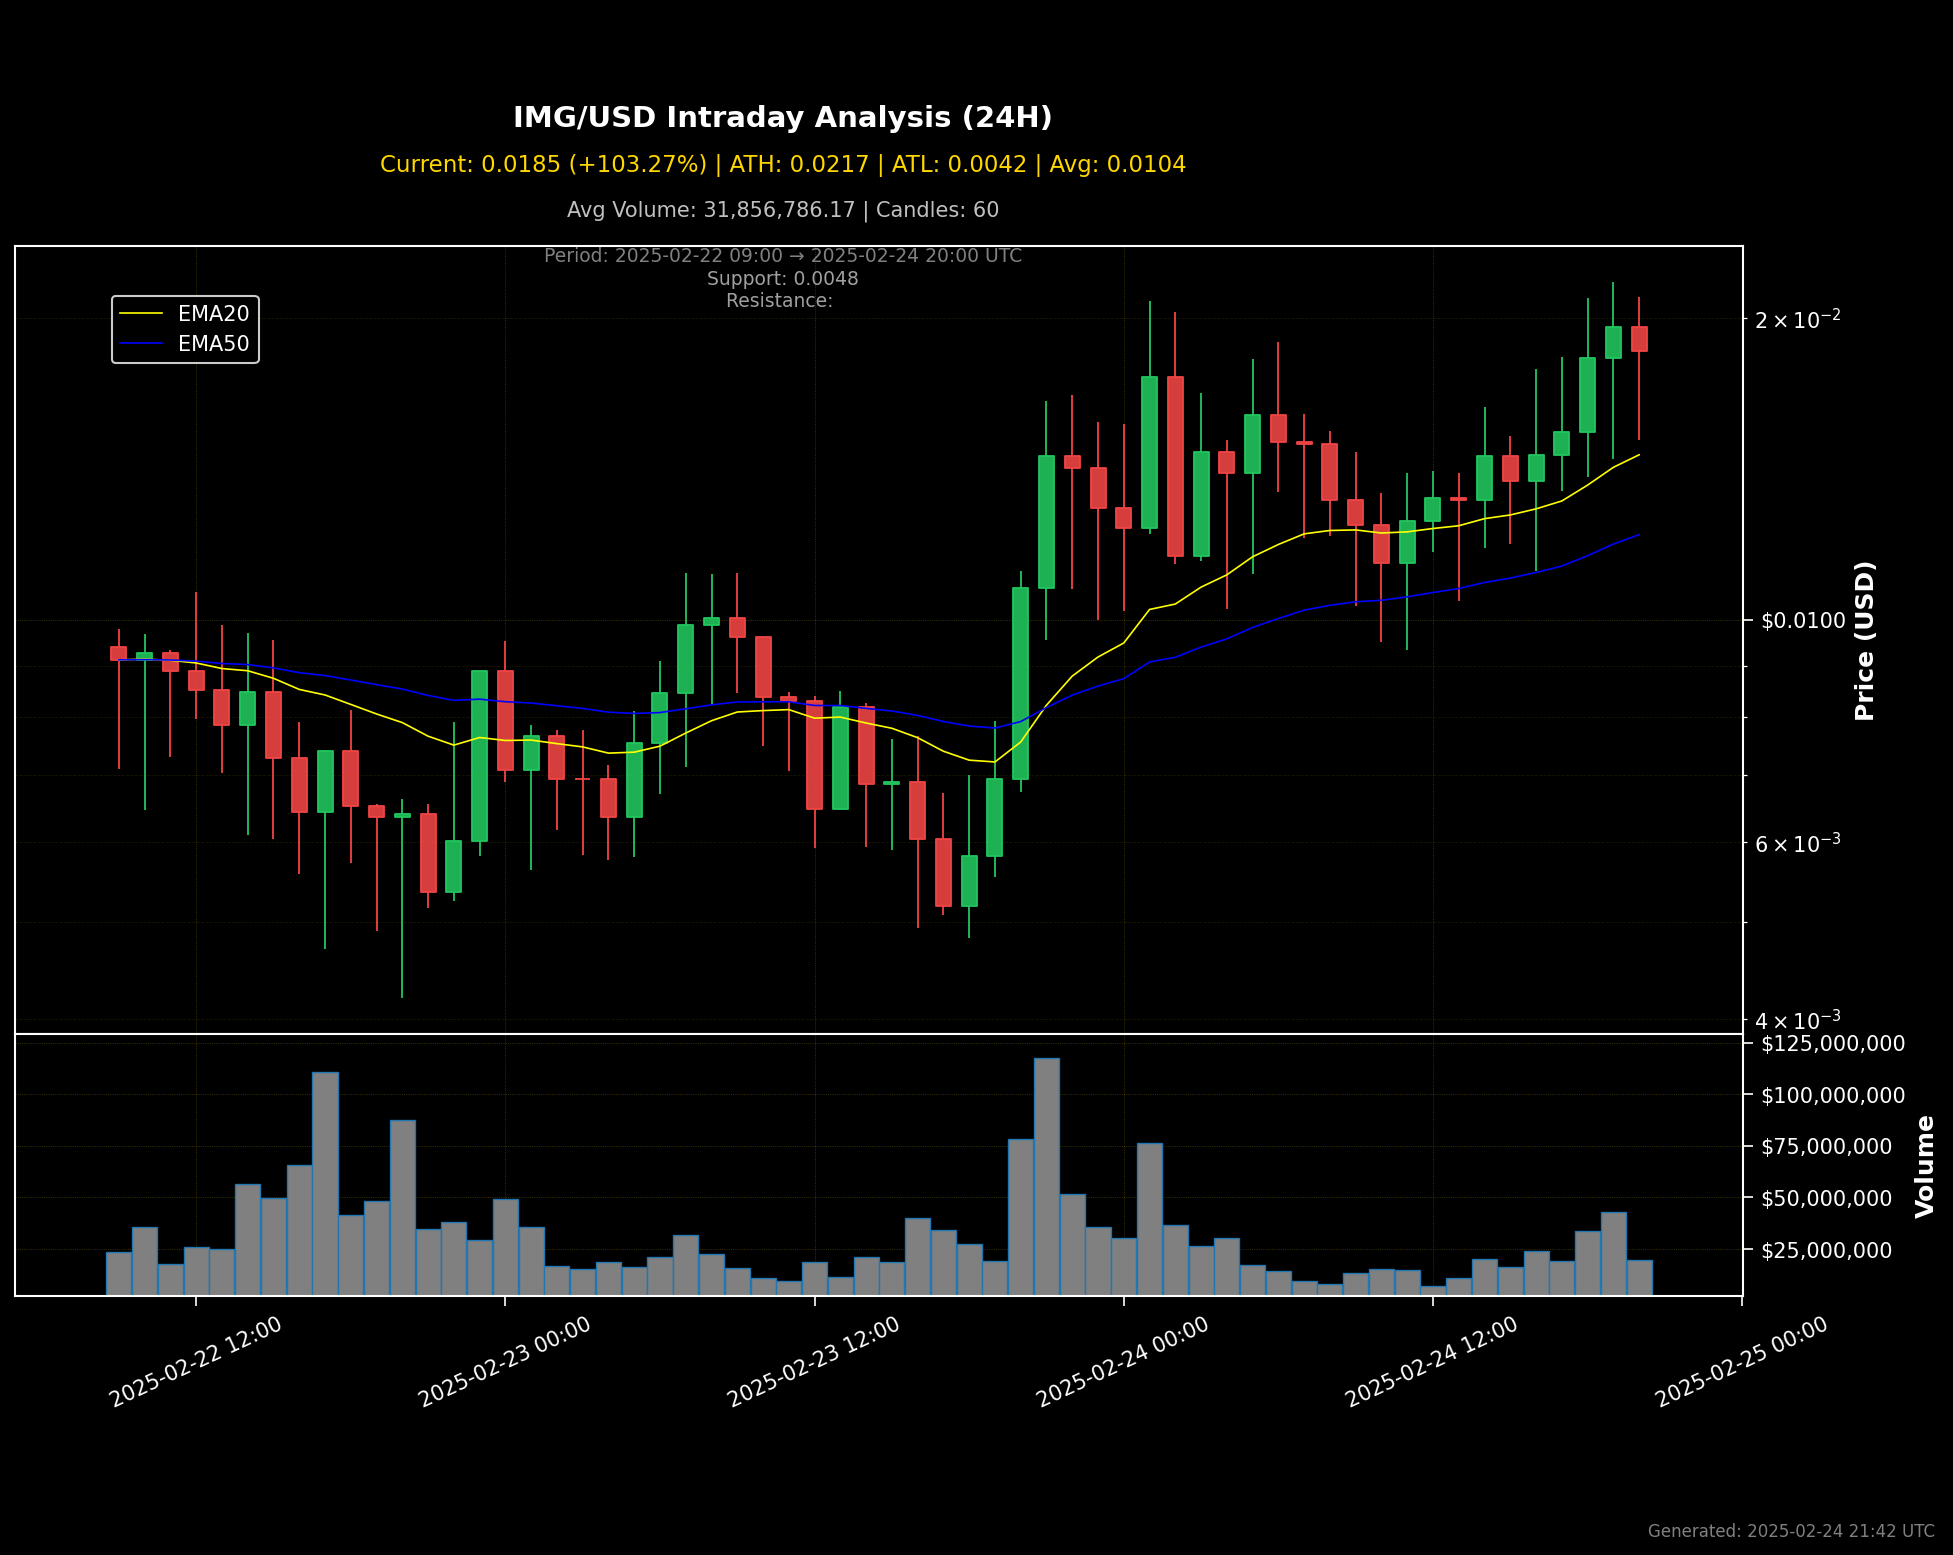 IMG/USD Intraday Analysis (24H)
Current: 0.0185 (+103.27%) | ATH: 0.0217 | ATL: 0.0042 | Avg: 0.0104
Avg Volume: 31,856,786.17 | Candles: 60
Period: 2025-02-22 09:00 → 2025-02-24 20:00 UTC
Support: 0.0048
Resistance:
EMA20
EMA50
2 × 10⁻²
$0.0100
6 × 10⁻³
4 × 10⁻³
Price (USD)
$125,000,000
$100,000,000
$75,000,000
$50,000,000
$25,000,000
Volume
2025-02-22 12:00
2025-02-23 00:00
2025-02-23 12:00
2025-02-24 00:00
2025-02-24 12:00
2025-02-25 00:00
Generated: 2025-02-24 21:42 UTC